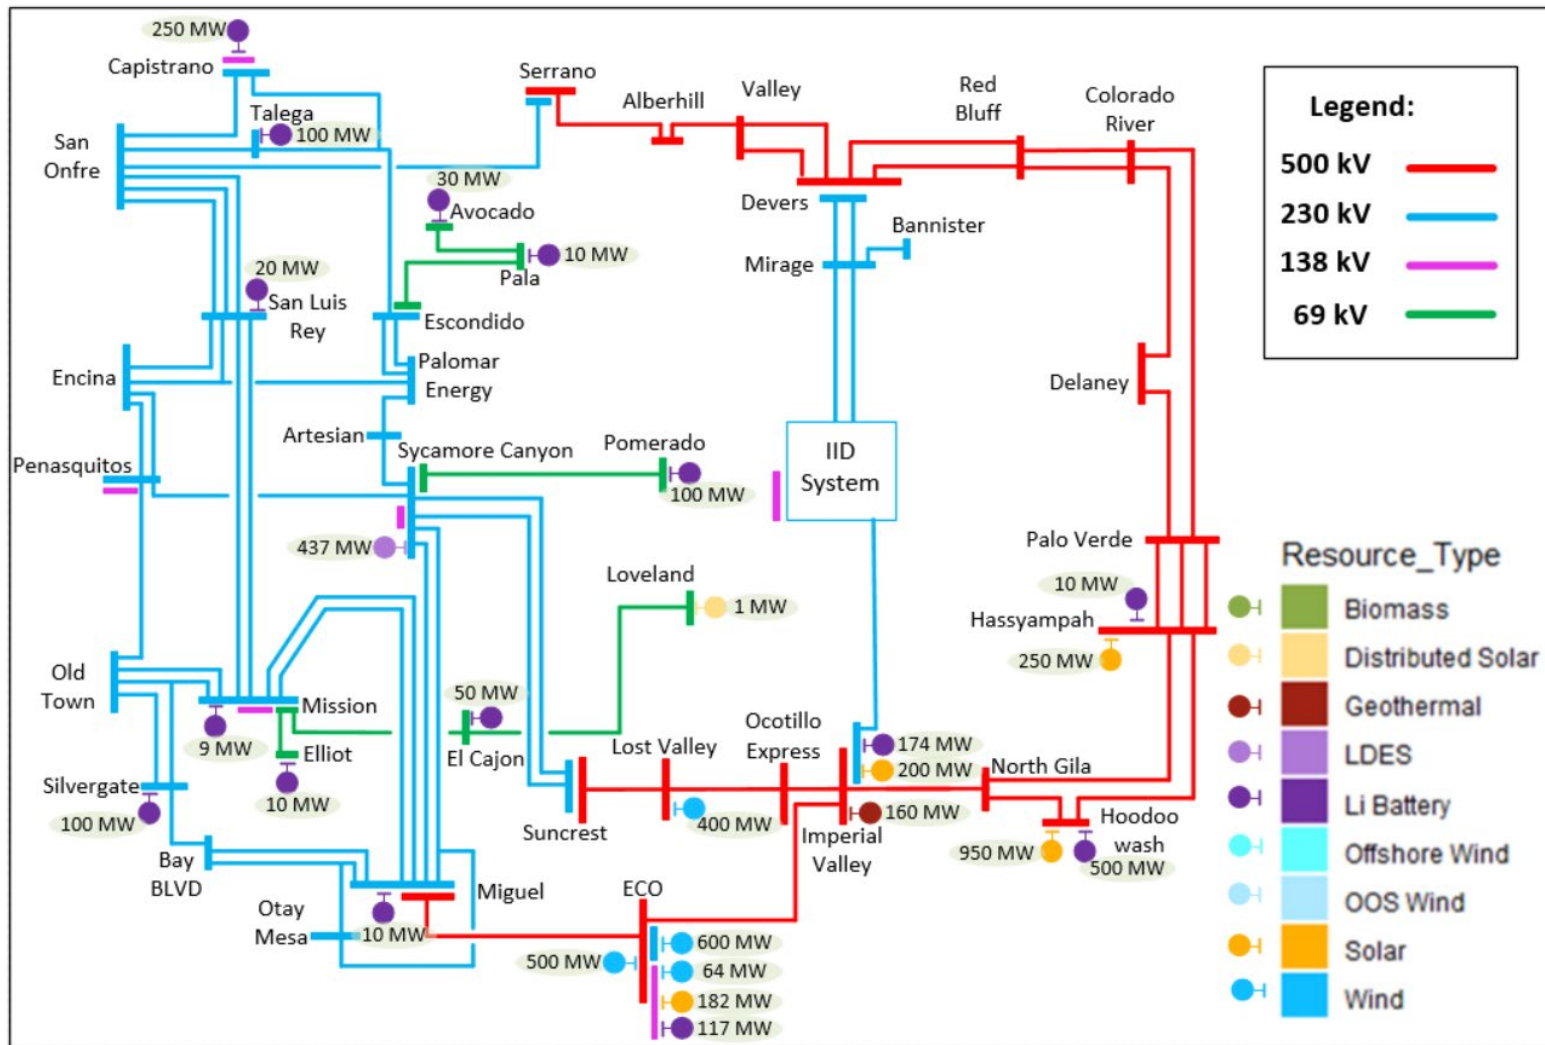 250 MW
Capistrano
Talega
100 MW
San
Onfre
Serrano
Alberhill
Valley
Red
Bluff
Colorado
River
Legend:
500 kV
230 kV
138 kV
69 kV
30 MW
Avocado
10 MW
Pala
Devers
Bannister
Mirage
20 MW
San Luis
Rey
Escondido
Encina
Palomar
Energy
Delaney
Artesian
Sycamore Canyon
Pomerado
100 MW
Penasquitos
IID
System
437 MW
Loveland
1 MW
Palo Verde
10 MW
Hassyampah
250 MW
Resource_Type
Biomass
Distributed Solar
Geothermal
LDES
Li Battery
Offshore Wind
OOS Wind
Solar
Wind
Old
Town
Mission
9 MW
Elliot
10 MW
50 MW
El Cajon
Lost Valley
Ocotillo
Express
174 MW
200 MW
North Gila
Silvergate
100 MW
Suncrest
400 MW
Imperial
Valley
160 MW
Hoodoo
wash
950 MW
500 MW
Bay
BLVD
Miguel
Otay
Mesa
10 MW
ECO
500 MW
600 MW
64 MW
182 MW
117 MW